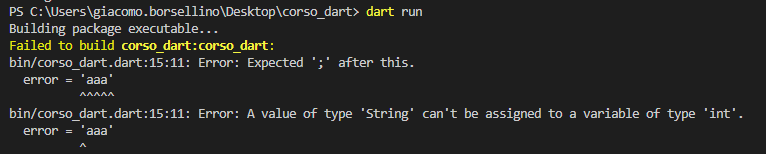 PS C:\Users\giacomo.borsellino\Desktop\corso_dart> dart run
Building package executable...
Failed to build corso_dart:corso_dart:
bin/corso_dart.dart:15:11: Error: Expected ';' after this.
  error = 'aaa'
          ^^^^^
bin/corso_dart.dart:15:11: Error: A value of type 'String' can't be assigned to a variable of type 'int'.
  error = 'aaa'
          ^